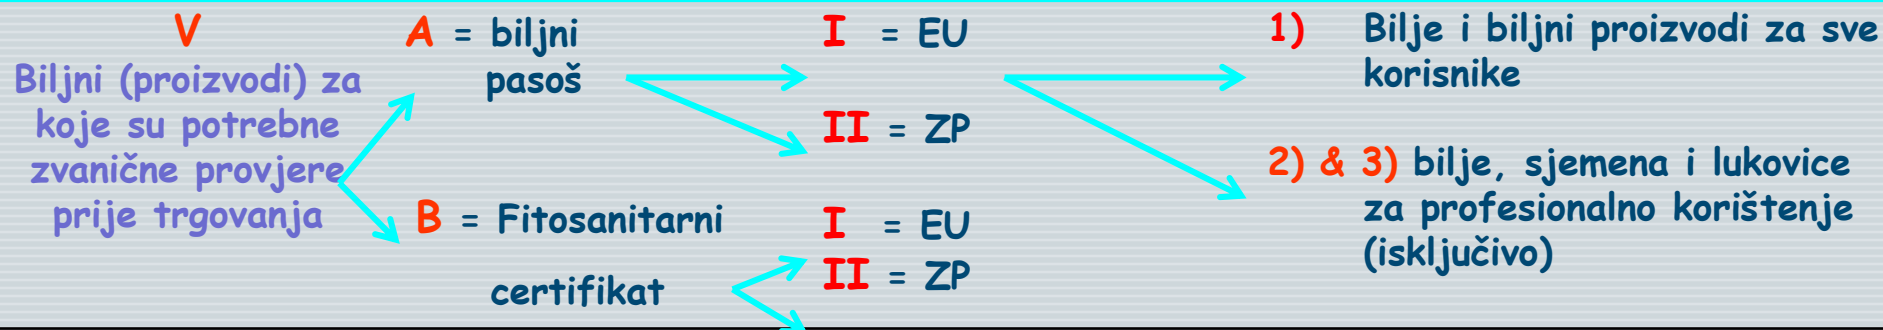 V
Biljni (proizvodi) za
koje su potrebne
zvanične provjere
prije trgovanja
A = biljni
pasoš
B = Fitosanitarni
certifikat
I = EU
II = ZP
I = EU
II = ZP
1) Bilje i biljni proizvodi za sve
korisnike
2) & 3) bilje, sjemena i lukovice
za profesionalno korištenje
(isključivo)